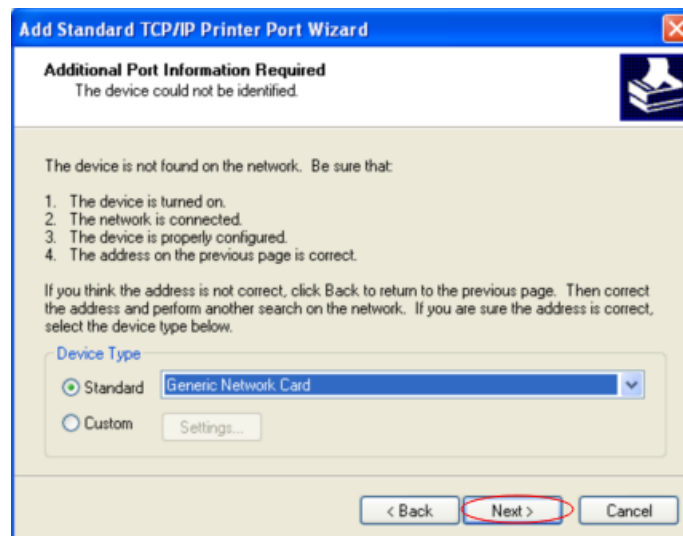 Add Standard TCP/IP Printer Port Wizard
Additional Port Information Required
The device could not be identified.
The device is not found on the network. Be sure that:
1. The device is turned on.
2. The network is connected.
3. The device is properly configured.
4. The address on the previous page is correct.
If you think the address is not correct, click Back to return to the previous page. Then correct
the address and perform another search on the network. If you are sure the address is correct,
select the device type below.
Device Type
Standard Generic Network Card
Custom Settings...
< Back Next > Cancel